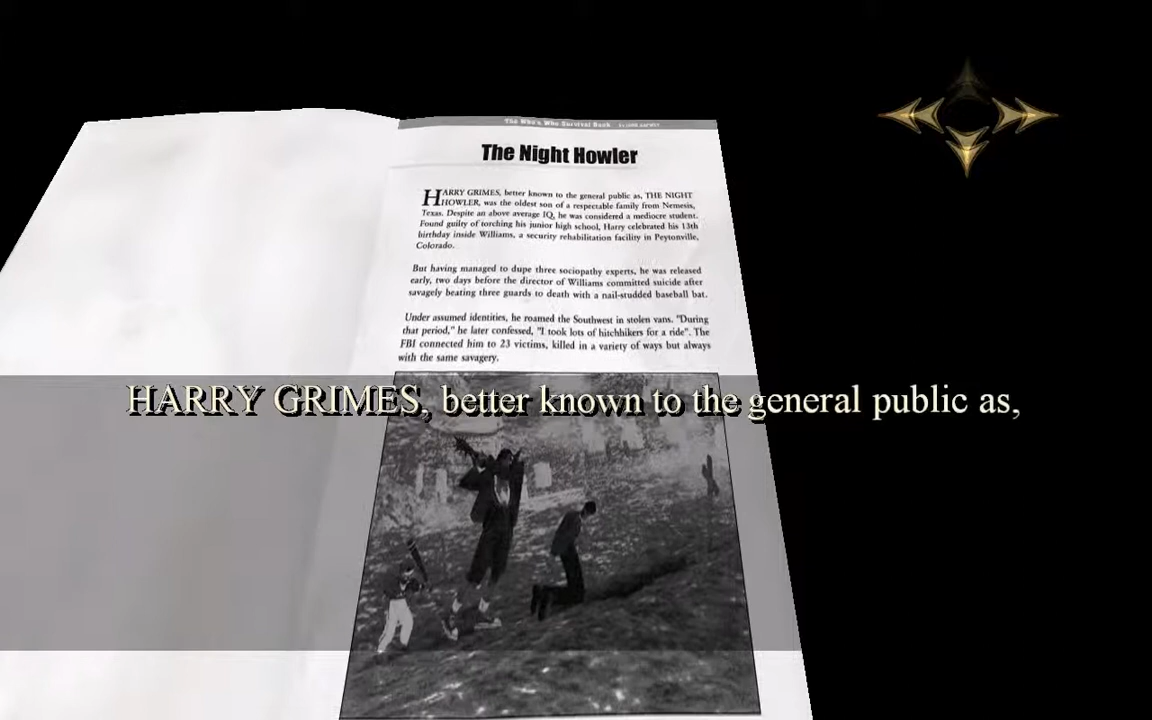 The Who's Who Survival Book
The Night Howler
HARRY GRIMES, better known to the general public as, THE NIGHT
HOWLER, was the oldest son of a respectable family from Nemesis,
Texas. Despite an above average IQ, he was considered a mediocre student.
Found guilty of torching his junior high school, Harry celebrated his 13th
birthday inside Williams, a security rehabilitation facility in Peytonville,
Colorado.
But having managed to dupe three sociopathy experts, he was released
early, two days before the director of Williams committed suicide after
savagely beating three guards to death with a nail-studded baseball bat.
Under assumed identities, he roamed the Southwest in stolen vans. "During
that period," he later confessed, "I took lots of hitchhikers for a ride". The
FBI connected him to 23 victims, killed in a variety of ways but always
with the same savagery.
HARRY GRIMES, better known to the general public as,